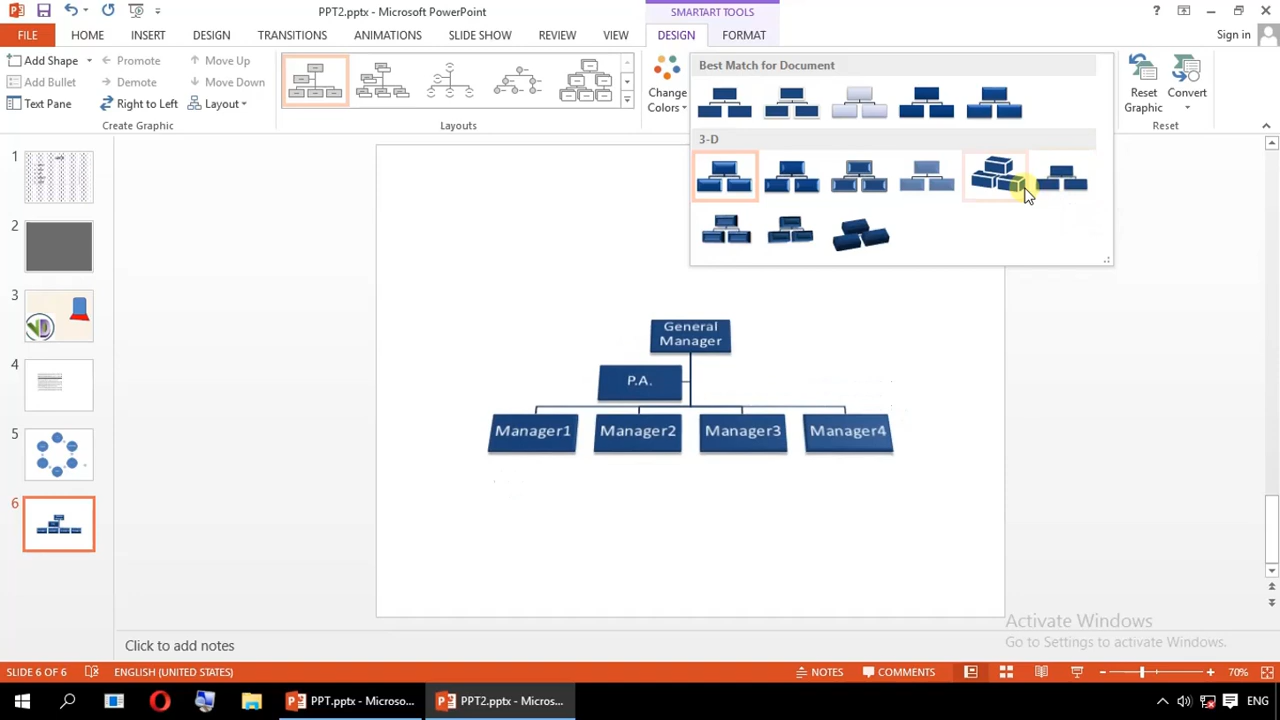 PPT2.pptx - Microsoft PowerPoint
SMARTART TOOLS
FILE HOME INSERT DESIGN TRANSITIONS ANIMATIONS SLIDE SHOW REVIEW VIEW DESIGN FORMAT Sign in
Add Shape Promote Move Up
Add Bullet Demote Move Down
Text Pane Right to Left Layout
Create Graphic
Layouts
Change
Colors
Best Match for Document
3-D
Reset
Graphic
Convert
Reset
1
2
3
4
5
6
General
Manager
P.A.
Manager1 Manager2 Manager3 Manager4
Activate Windows
Go to Settings to activate Windows.
Click to add notes
SLIDE 6 OF 6 ENGLISH (UNITED STATES) NOTES COMMENTS 70%
PPT.pptx - Microso... PPT2.pptx - Micros... ENG